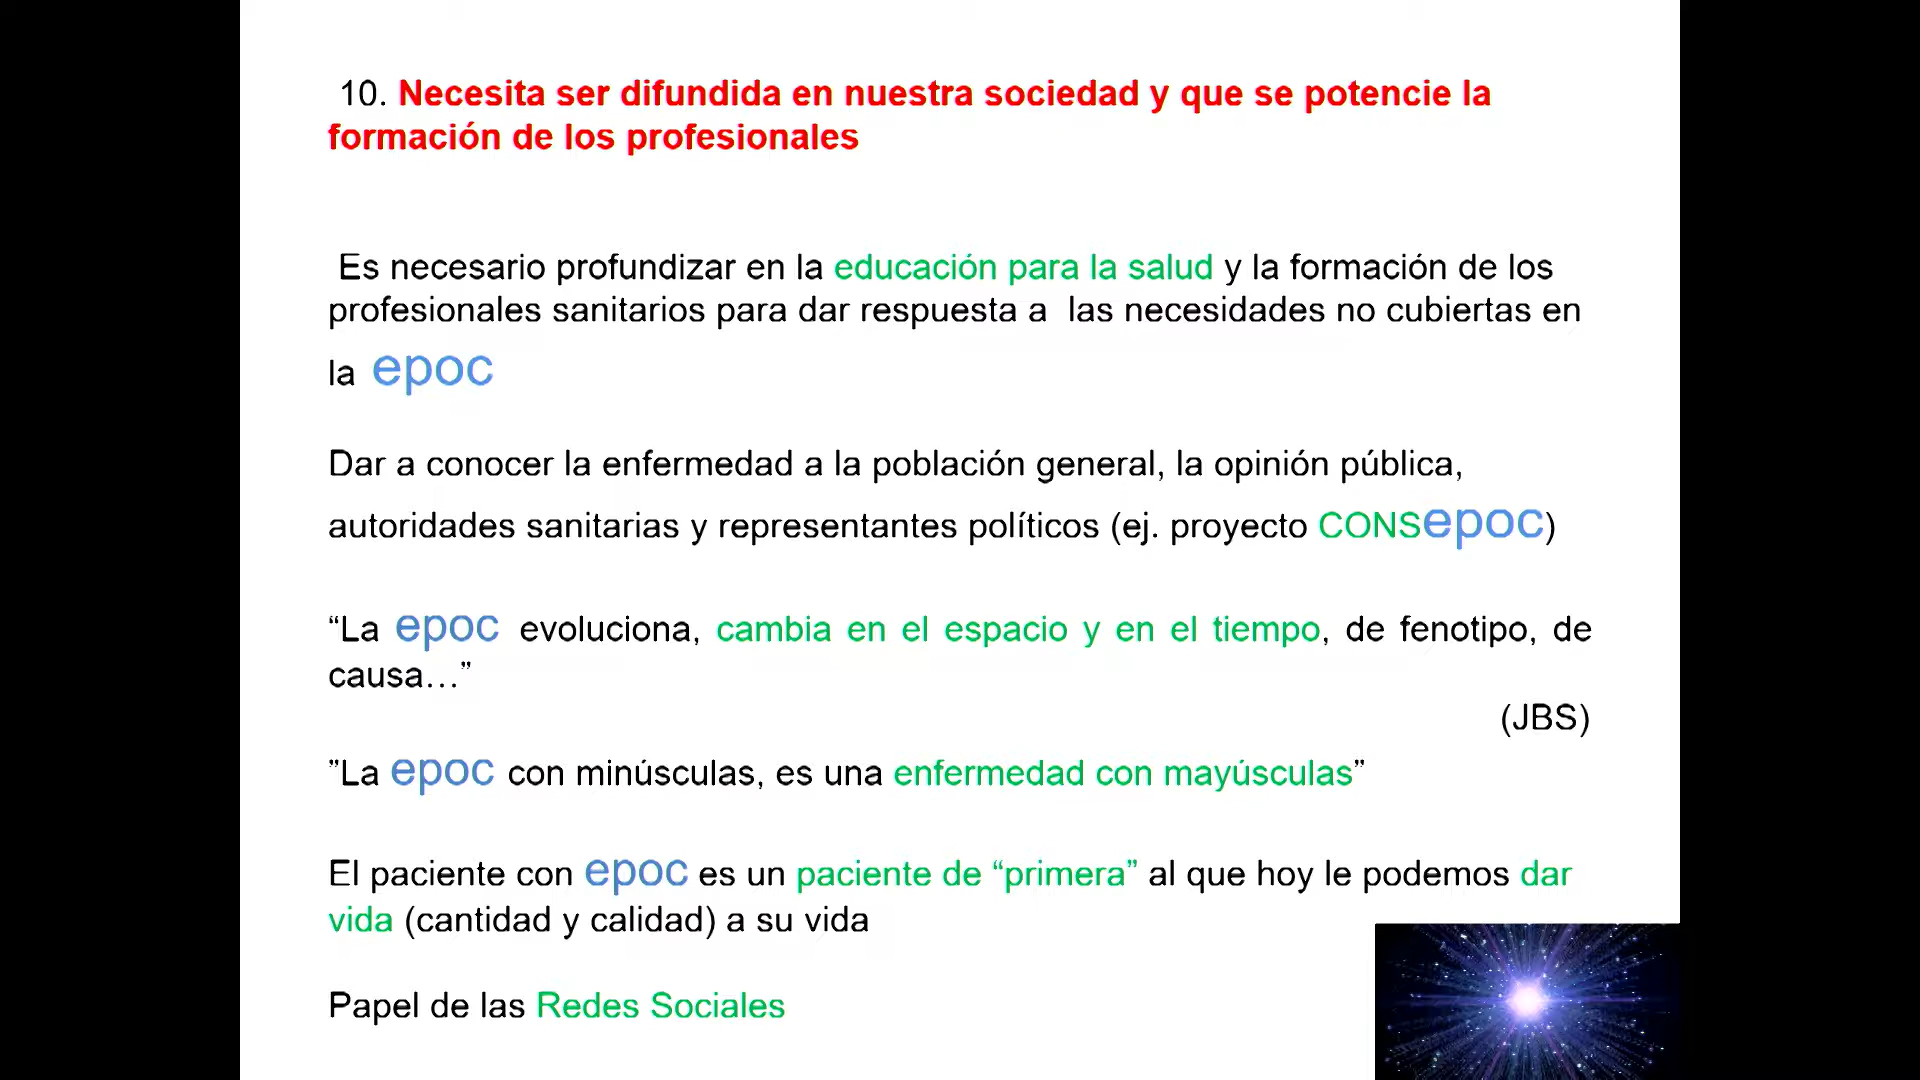 10. Necesita ser difundida en nuestra sociedad y que se potencie la
formación de los profesionales
Es necesario profundizar en la educación para la salud y la formación de los
profesionales sanitarios para dar respuesta a las necesidades no cubiertas en
la epoc
Dar a conocer la enfermedad a la población general, la opinión pública,
autoridades sanitarias y representantes políticos (ej. proyecto CONSepoc)
“La epoc evoluciona, cambia en el espacio y en el tiempo, de fenotipo, de
causa…”
(JBS)
”La epoc con minúsculas, es una enfermedad con mayúsculas”
El paciente con epoc es un paciente de “primera” al que hoy le podemos dar
vida (cantidad y calidad) a su vida
Papel de las Redes Sociales